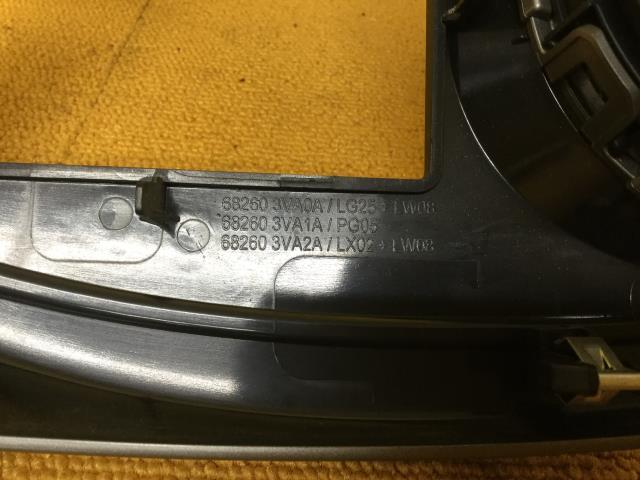 68260 3VA0A / LG25 + LW08
68260 3VA1A / PG05
68260 3VA2A / LX02 + LW08